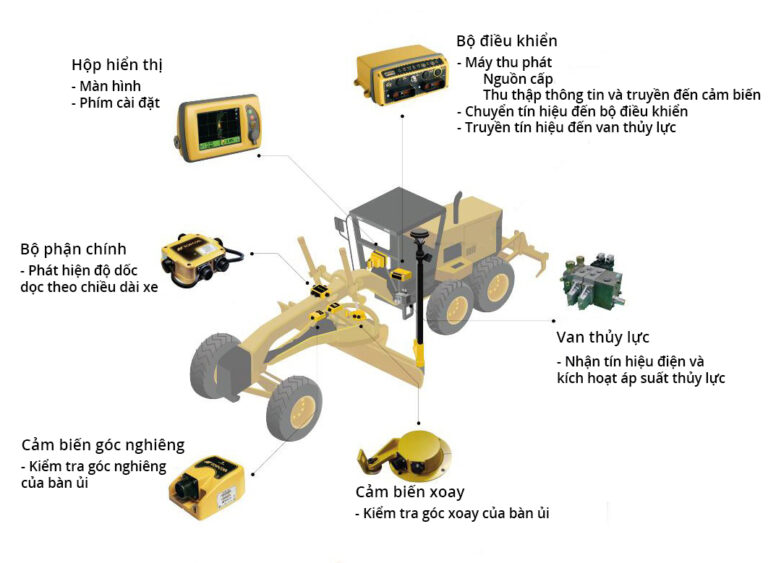 Hộp hiển thị
- Màn hình
- Phím cài đặt
Bộ điều khiển
- Máy thu phát
Nguồn cấp
Thu thập thông tin và truyền đến cảm biến
- Chuyển tín hiệu đến bộ điều khiển
- Truyền tín hiệu đến van thủy lực
Bộ phận chính
- Phát hiện độ dốc
dọc theo chiều dài xe
TOPCON
Van thủy lực
- Nhận tín hiệu điện và
kích hoạt áp suất thủy lực
Cảm biến góc nghiêng
- Kiểm tra góc nghiêng
của bàn ủi
TOPCON
Cảm biến xoay
- Kiểm tra góc xoay của bàn ủi